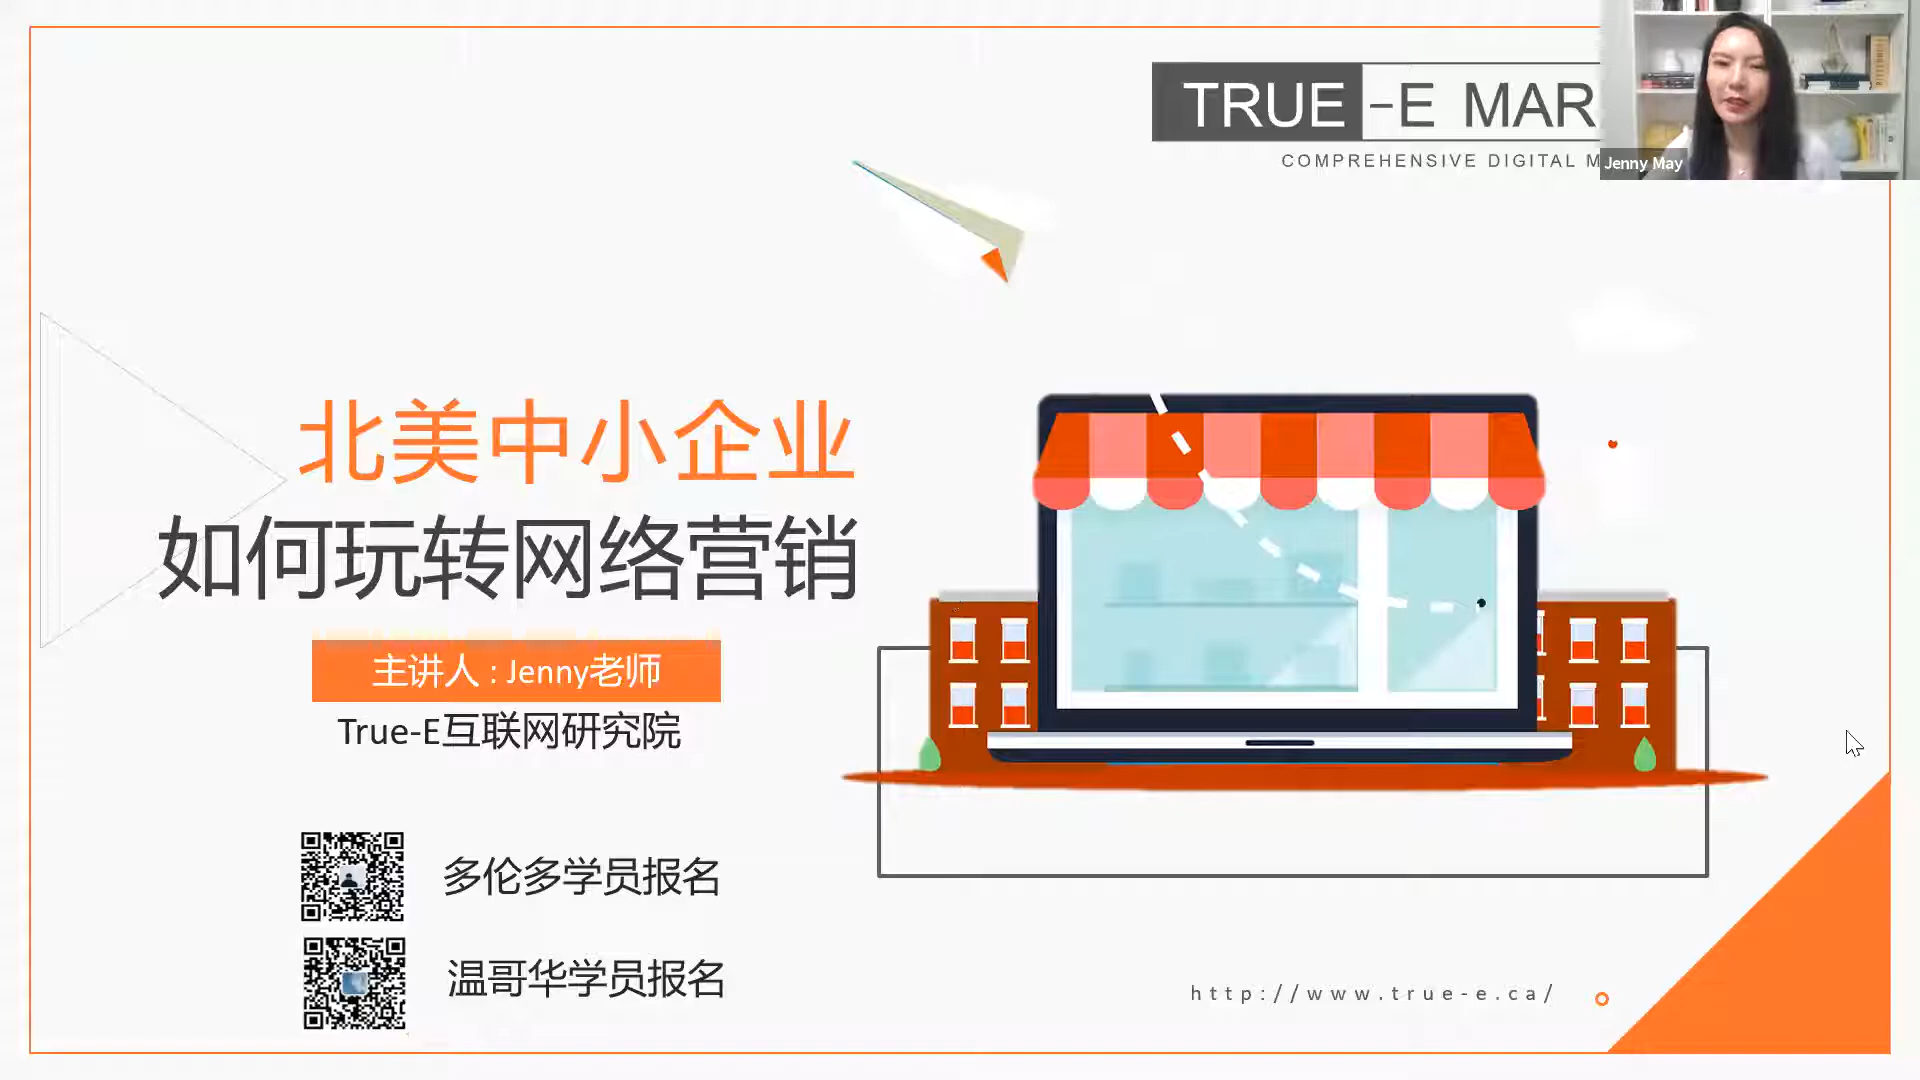 TRUE-E MAR
COMPREHENSIVE DIGITAL M
Jenny May
北美中小企业
如何玩转网络营销
主讲人 : Jenny老师
True-E互联网研究院
多伦多学员报名
温哥华学员报名
http://www.true-e.ca/